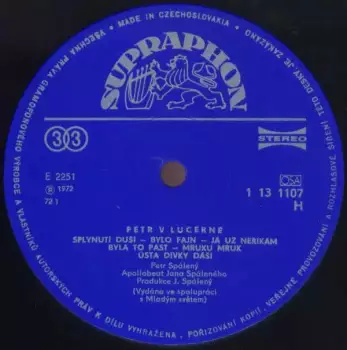 MADE IN CZECHOSLOVAKIA • VŠECHNA PRÁVA GRAMOFONOVÉHO VÝROBCE A VLASTNÍKŮ AUTORSKÝCH PRÁV K DÍLU VYHRAŽENA. POŘIZOVÁNÍ KOPIÍ, VEŘEJNÉ PROVOZOVÁNÍ A ROZHLASOVÉ ŠÍŘENÍ TÉTO DESKY JE ZAKÁZÁNO
SUPRAPHON
33
STEREO
E 2251
Ⓟ 1972
72 1
OSA
1 13 1107
H
PETR V LUCERNĚ
SPLYNUTÍ DUŠÍ – BYLO FAJN – JÁ UŽ NEŘÍKÁM
BYLA TO PAST – MRUKU MRUK
ÚSTA DÍVKY DÁŠI
Petr Spálený
Apollobeat Jana Spáleného
Produkce J. Spálený
(Vydáno ve spolupráci
s Mladým světem)